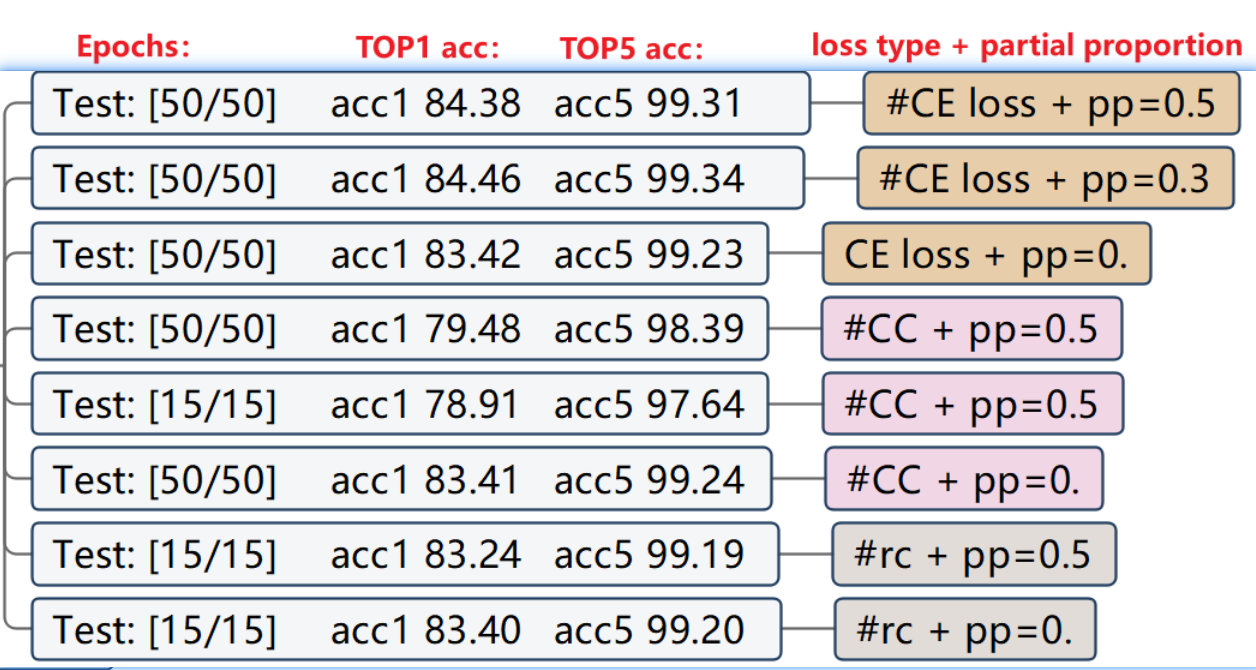 Epochs: TOP1 acc: TOP5 acc: loss type + partial proportion
Test: [50/50] acc1 84.38 acc5 99.31 #CE loss + pp=0.5
Test: [50/50] acc1 84.46 acc5 99.34 #CE loss + pp=0.3
Test: [50/50] acc1 83.42 acc5 99.23 CE loss + pp=0.
Test: [50/50] acc1 79.48 acc5 98.39 #CC + pp=0.5
Test: [15/15] acc1 78.91 acc5 97.64 #CC + pp=0.5
Test: [50/50] acc1 83.41 acc5 99.24 #CC + pp=0.
Test: [15/15] acc1 83.24 acc5 99.19 #rc + pp=0.5
Test: [15/15] acc1 83.40 acc5 99.20 #rc + pp=0.